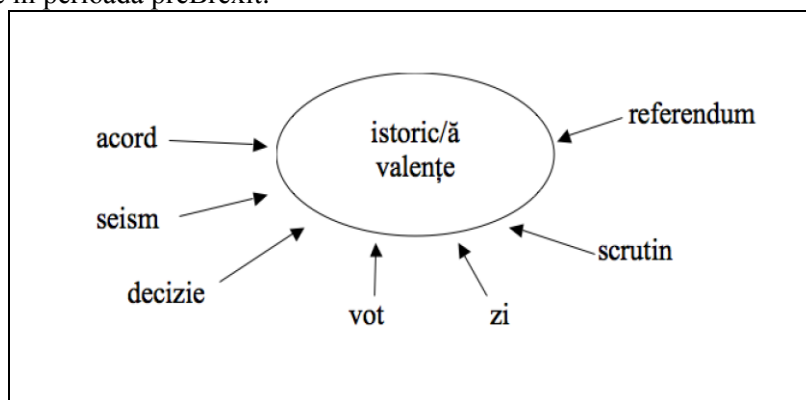 în perioada preBrexit.
istoric/ă
valențe
referendum
acord
seism
scrutin
decizie
vot
zi